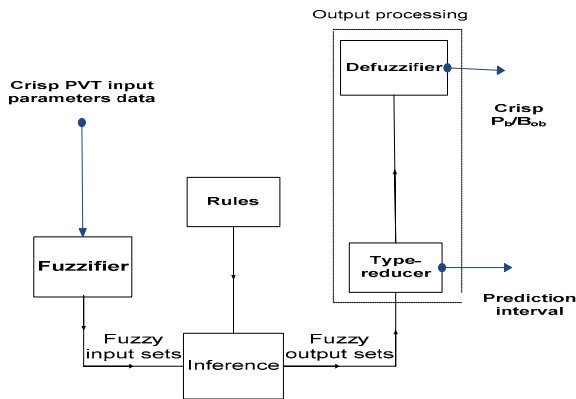 Output processing
Defuzzifier
Crisp PVT input
parameters data
Crisp
Pb/Bob
Rules
Fuzzifier
Type-
reducer
Prediction
interval
Fuzzy
input sets
Inference
Fuzzy
output sets